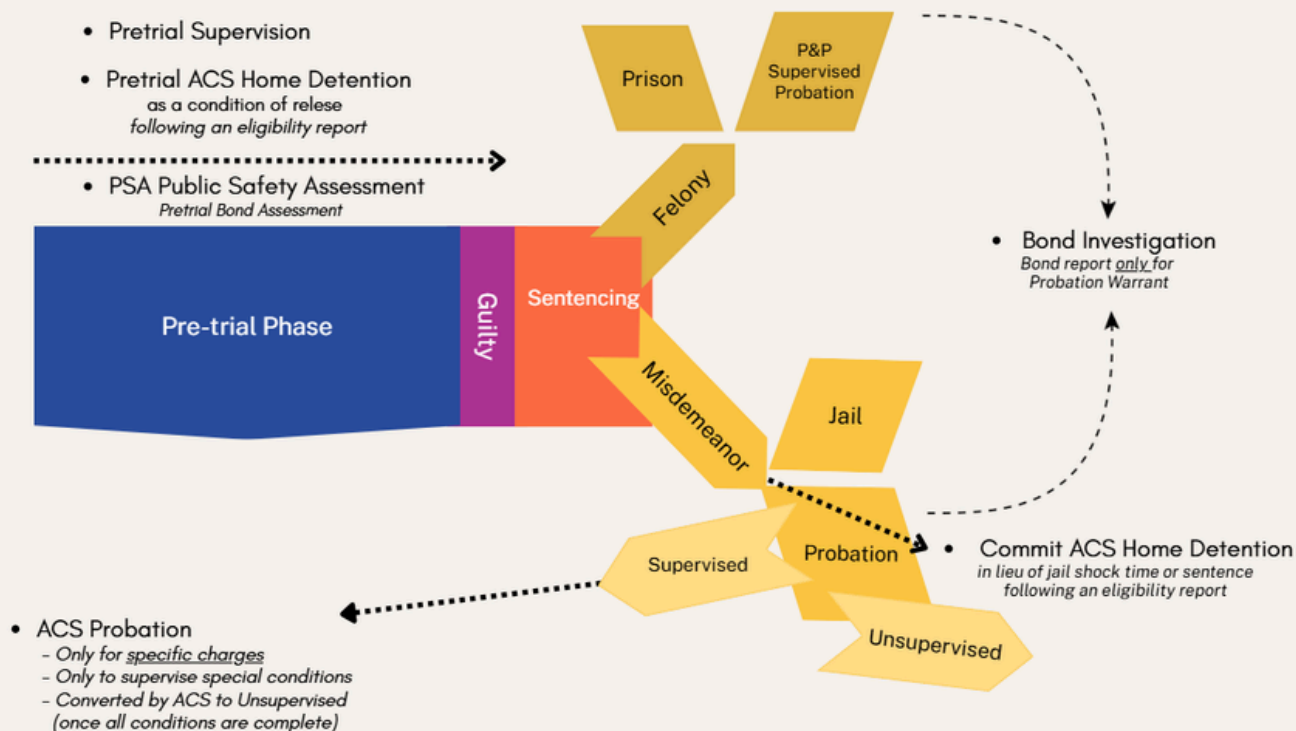 • Pretrial Supervision
• Pretrial ACS Home Detention
as a condition of relese
following an eligibility report
• PSA Public Safety Assessment
Pretrial Bond Assessment
Prison
P&P
Supervised
Probation
Felony
Pre-trial Phase
Guilty
Sentencing
Misdemeanor
• Bond Investigation
Bond report only for
Probation Warrant
Jail
Probation
Supervised
Unsupervised
• Commit ACS Home Detention
in lieu of jail shock time or sentence
following an eligibility report
• ACS Probation
- Only for specific charges
- Only to supervise special conditions
- Converted by ACS to Unsupervised
(once all conditions are complete)